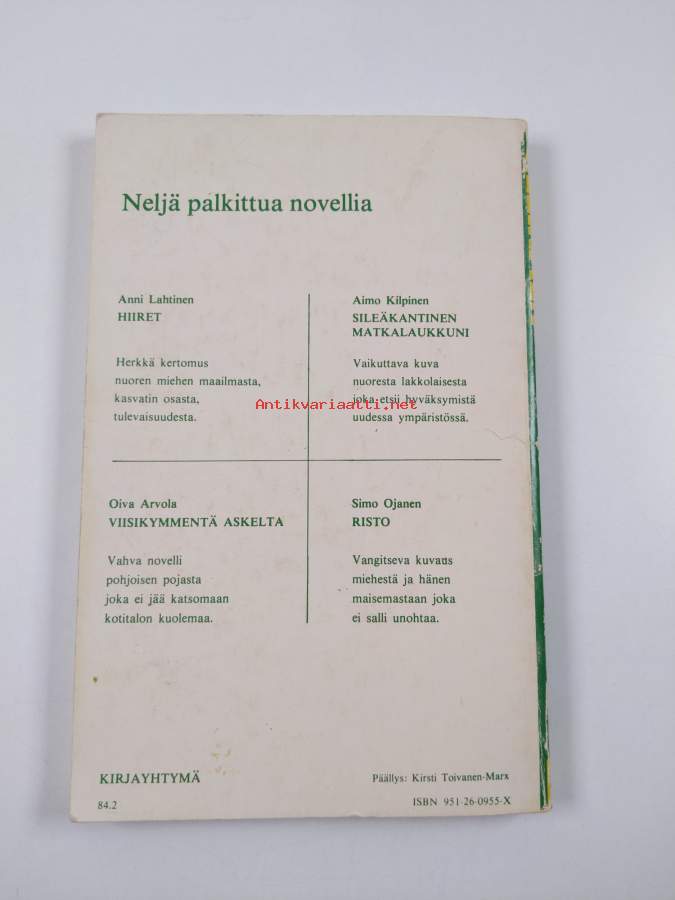 Neljä palkittua novellia
Anni Lahtinen
HIIRET
Herkkä kertomus
nuoren miehen maailmasta,
kasvatin osasta,
tulevaisuudesta.
Aimo Kilpinen
SILEÄKANTINEN
MATKALAUKKUNI
Vaikuttava kuva
nuoresta lakkolaisesta
joka etsii hyväksymistä
uudessa ympäristössä.
Antikvariaatti.net
Oiva Arvola
VIISIKYMMENTÄ ASKELTA
Vahva novelli
pohjoisen pojasta
joka ei jää katsomaan
kotitalon kuolemaa.
Simo Ojanen
RISTO
Vangitseva kuvaus
miehestä ja hänen
maisemastaan joka
ei salli unohtaa.
KIRJAYHTYMÄ
84.2
Päällys: Kirsti Toivanen-Marx
ISBN 951-26-0955-X